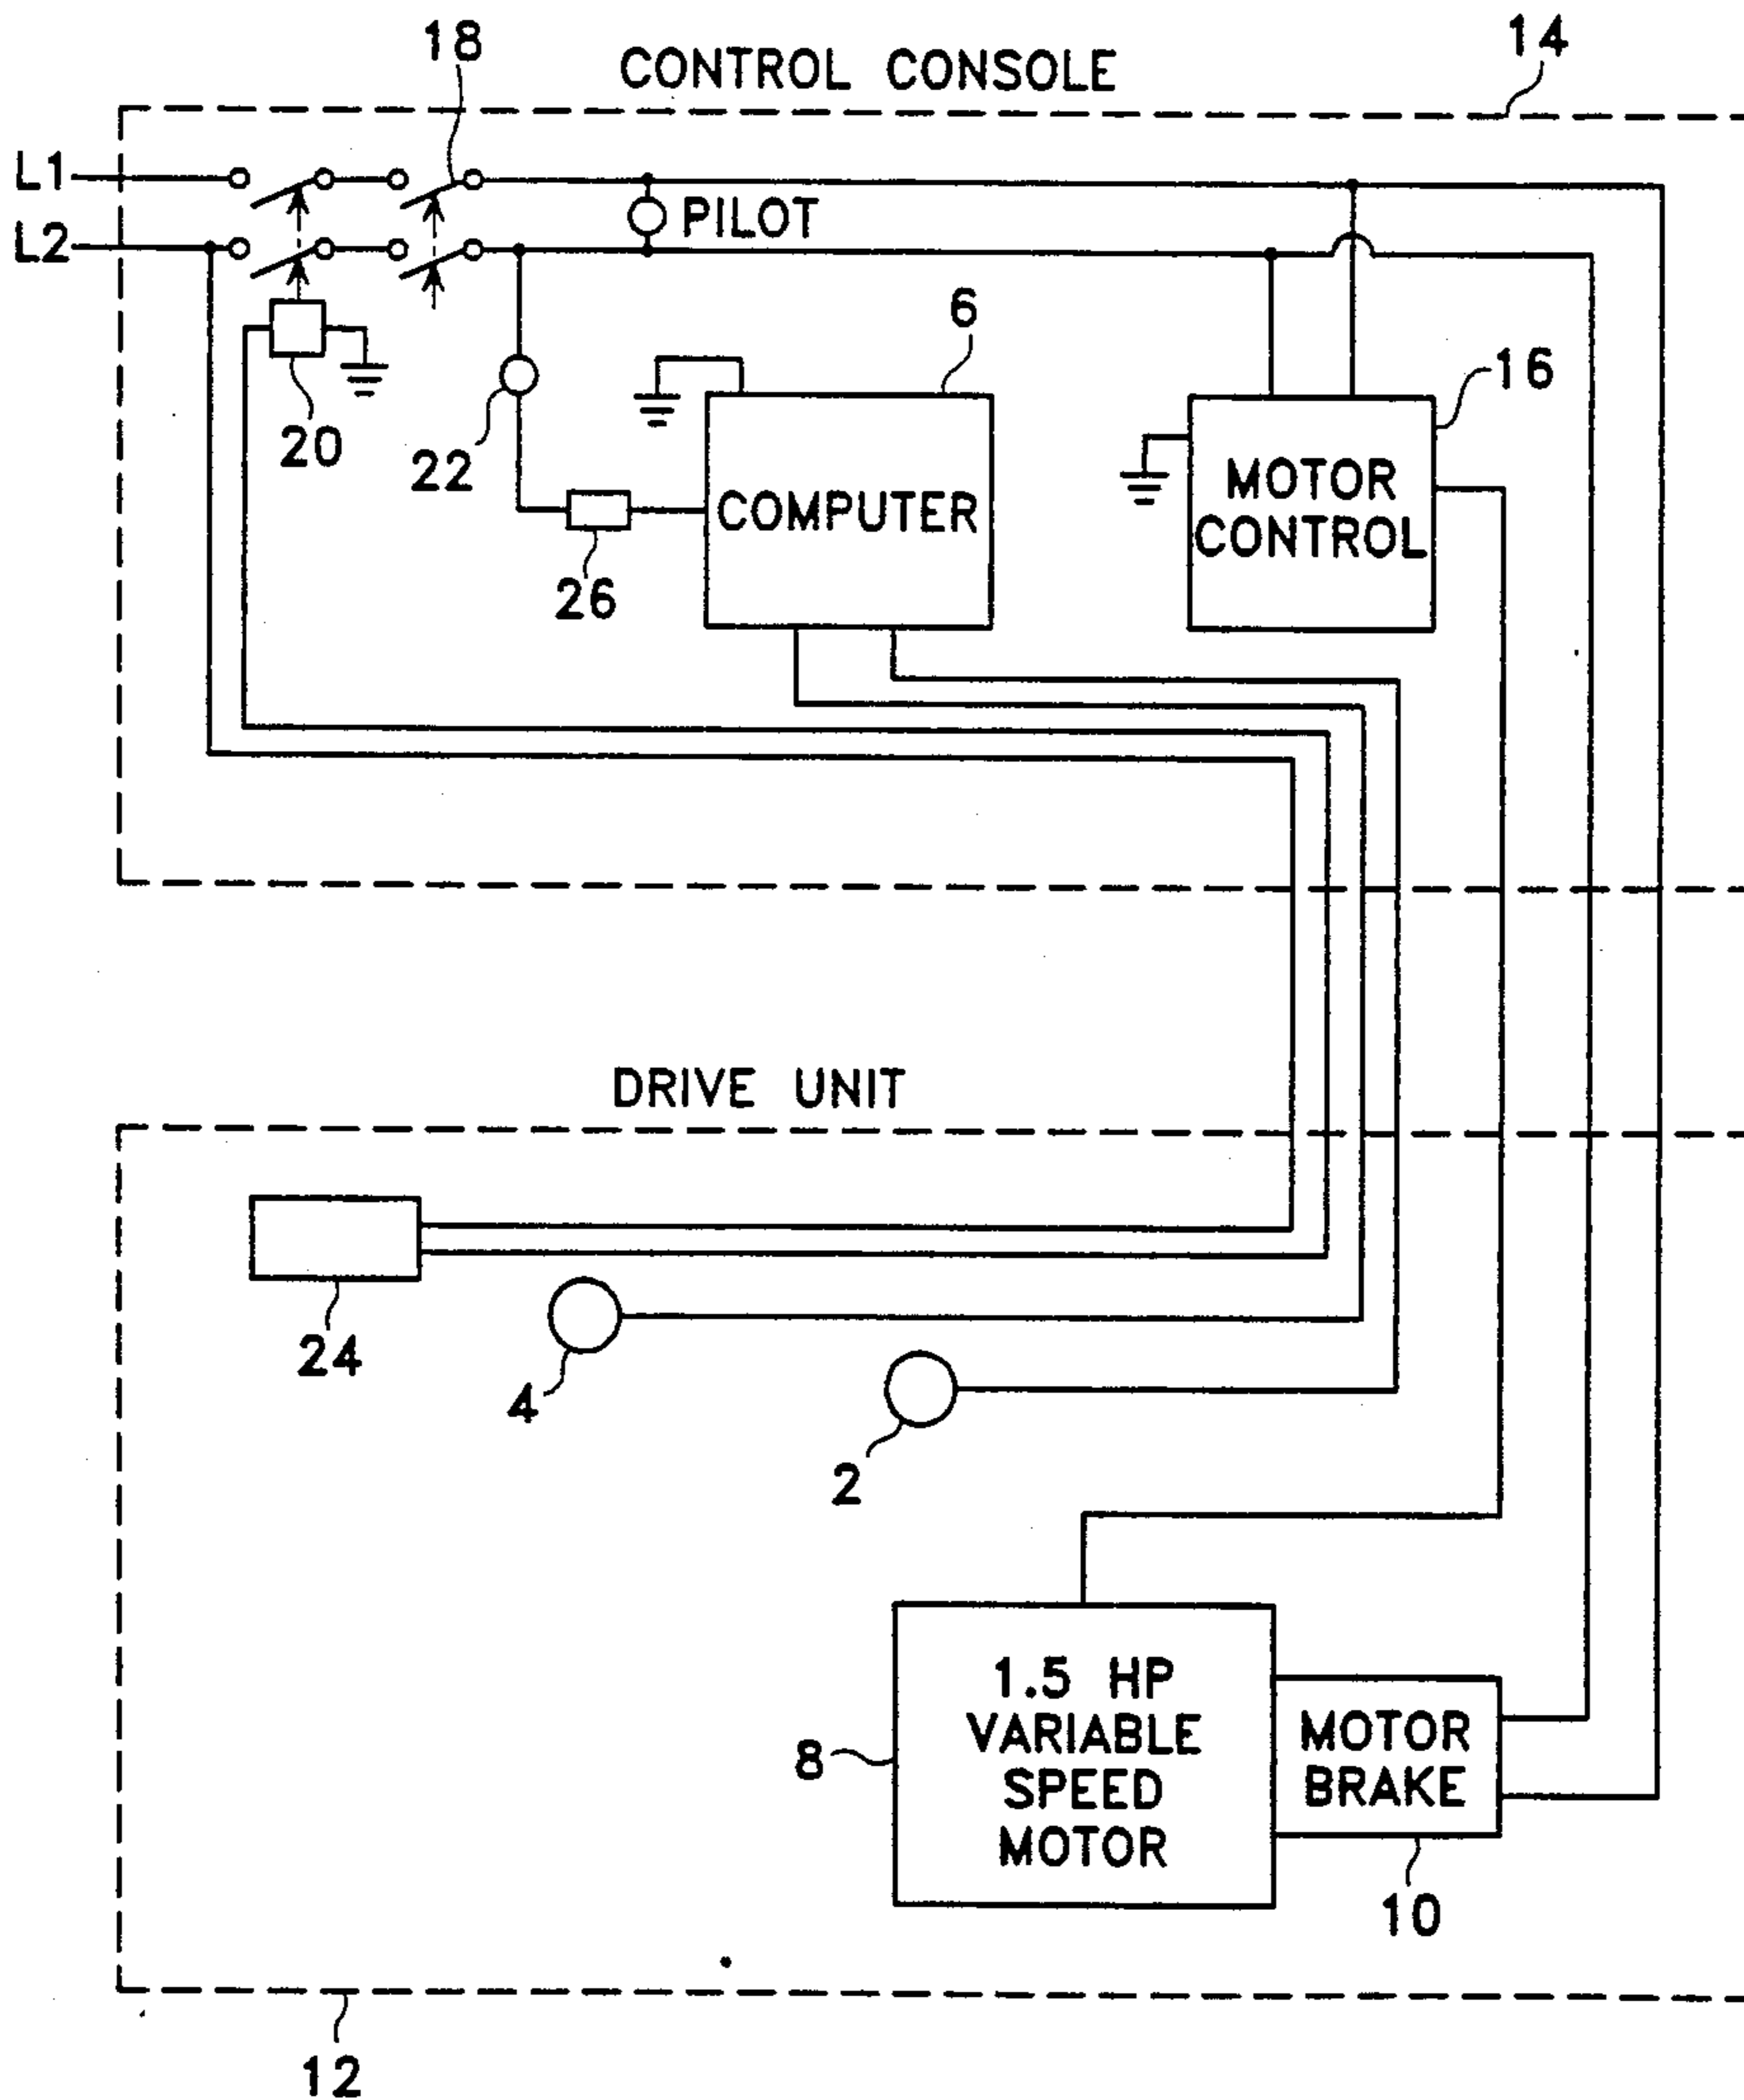 18
CONTROL CONSOLE
14
L1
L2
PILOT
6
16
20
22
COMPUTER
MOTOR
CONTROL
26
DRIVE UNIT
24
4
2
1.5 HP
VARIABLE
SPEED
MOTOR
8
MOTOR
BRAKE
10
12